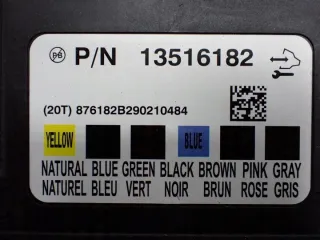 P/N 13516182
(20T) 876182B290210484
YELLOW BLUE
NATURAL BLUE GREEN BLACK BROWN PINK GRAY
NATUREL BLEU VERT NOIR BRUN ROSE GRIS